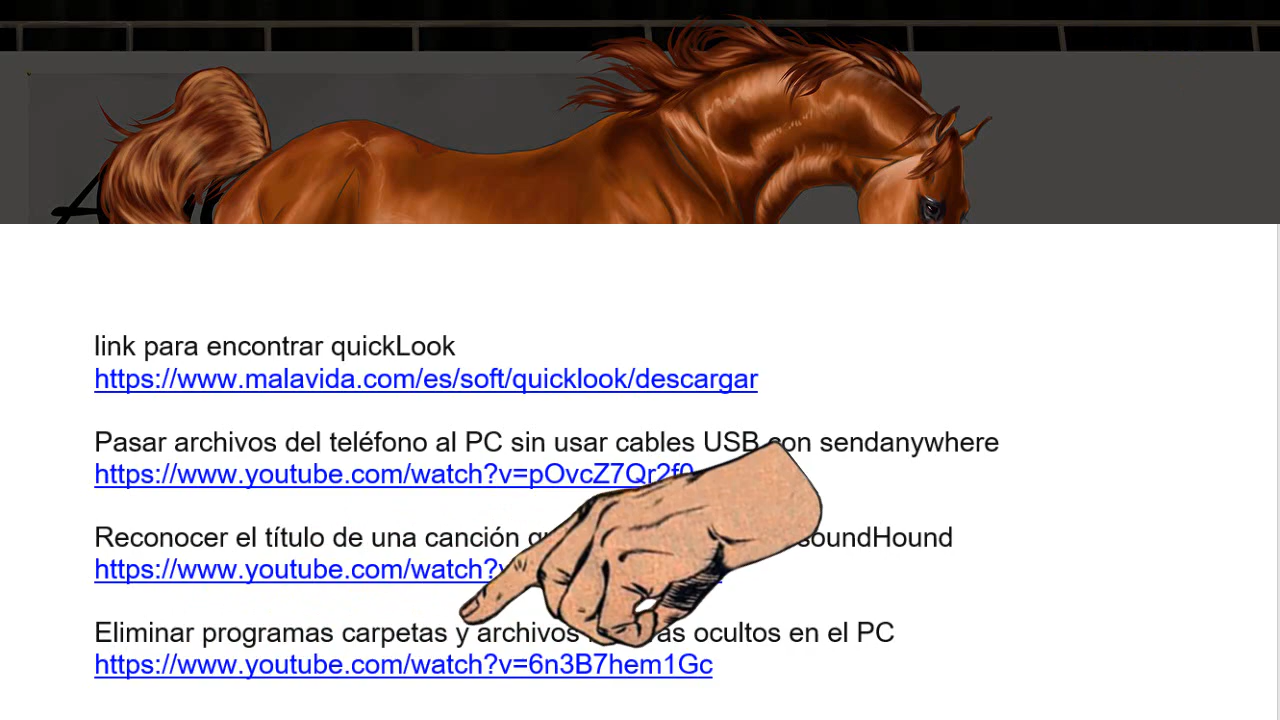 link para encontrar quickLook
https://www.malavida.com/es/soft/quicklook/descargar
Pasar archivos del teléfono al PC sin usar cables USB con sendanywhere
https://www.youtube.com/watch?v=pOvcZ7Qr2f0
Reconocer el título de una canción soundHound
https://www.youtube.com/watch?v
Eliminar programas carpetas y archivos ocultos en el PC
https://www.youtube.com/watch?v=6n3B7hem1Gc